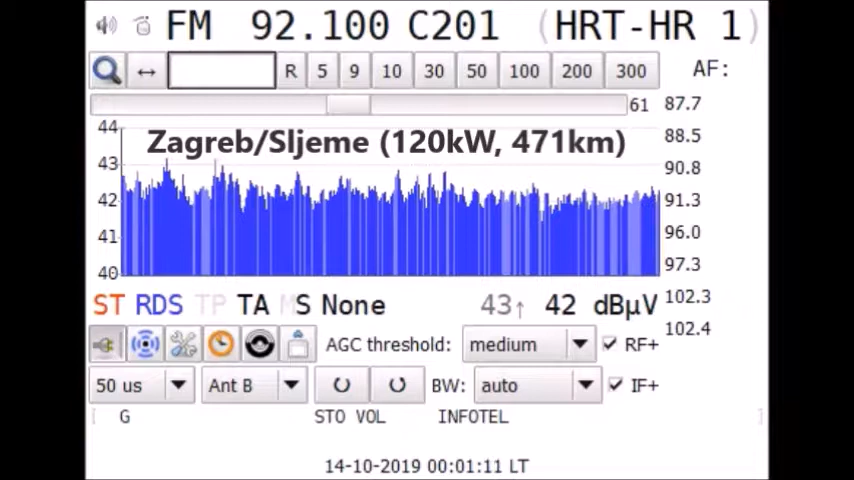 FM 92.100 C201 (HRT-HR 1)
R 5 9 10 30 50 100 200 300 AF:
61 87.7
44 Zagreb/Sljeme (120kW, 471km) 88.5
43 90.8
42 91.3
41 96.0
40 97.3
ST RDS TP TA MS None 43↑ 42 dBµV 102.3
AGC threshold: medium RF+ 102.4
50 us Ant B BW: auto IF+
[ G STO VOL INFOTEL ]
14-10-2019 00:01:11 LT